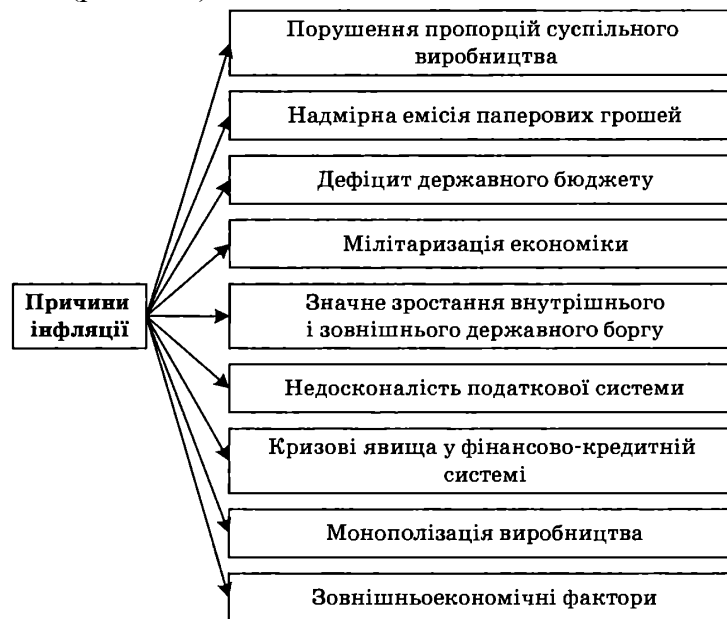 Порушення пропорцій суспільного
виробництва
Надмірна емісія паперових грошей
Дефіцит державного бюджету
Мілітаризація економіки
Причини
інфляції
Значне зростання внутрішнього
і зовнішнього державного боргу
Недосконалість податкової системи
Кризові явища у фінансово-кредитній
системі
Монополізація виробництва
Зовнішньоекономічні фактори